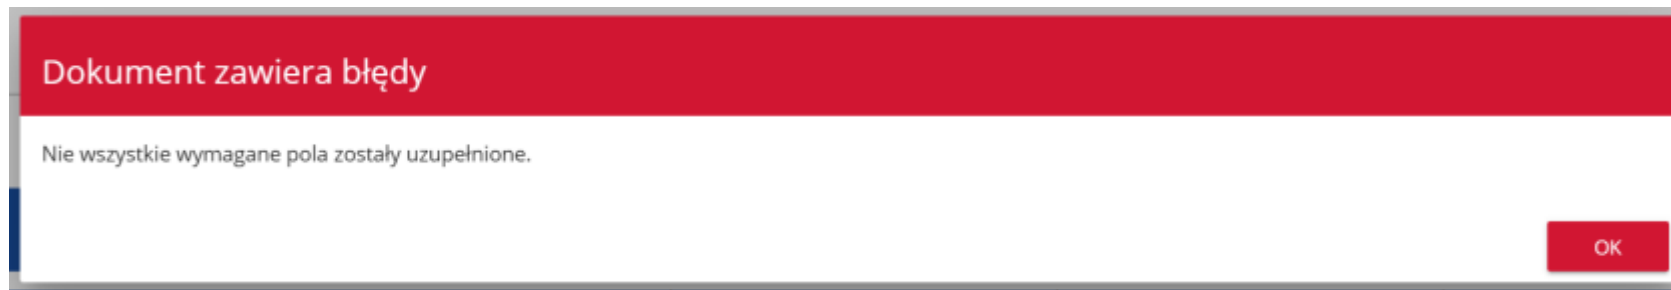 Dokument zawiera błędy
Nie wszystkie wymagane pola zostały uzupełnione.
OK